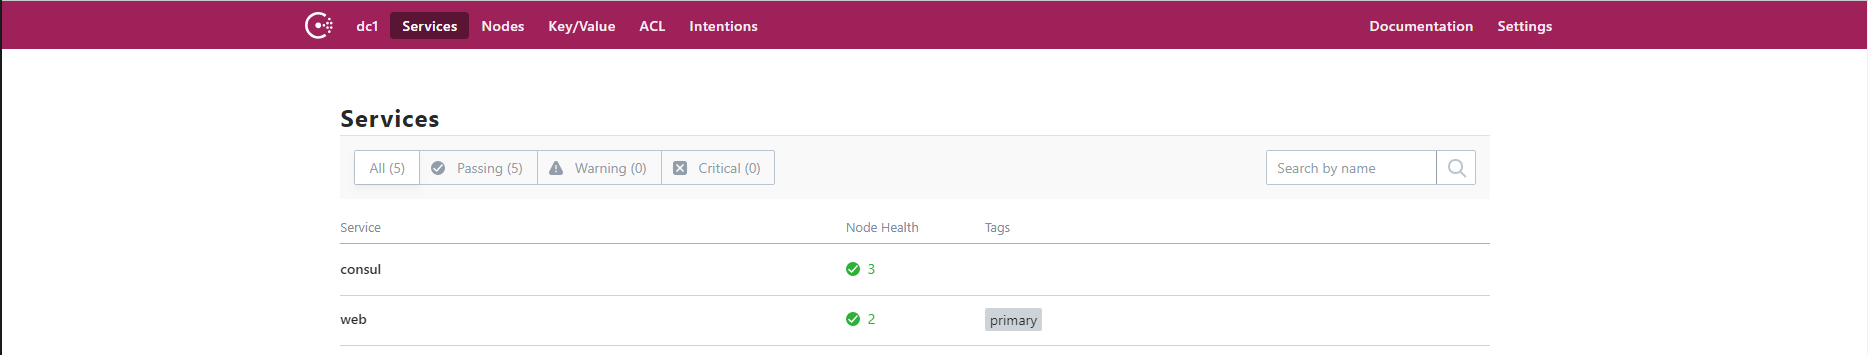 dc1 Services Nodes Key/Value ACL Intentions Documentation Settings
Services
All (5) Passing (5) Warning (0) Critical (0) Search by name
Service Node Health Tags
consul 3
web 2 primary